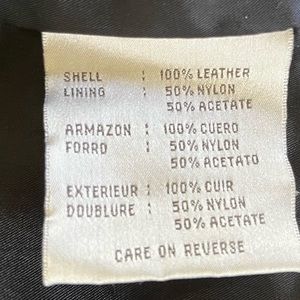 SHELL : 100% LEATHER
LINING : 50% NYLON
50% ACETATE
ARMAZON : 100% CUERO
FORRO : 50% NYLON
50% ACETATO
EXTERIEUR : 100% CUIR
DOUBLURE : 50% NYLON
50% ACETATE
CARE ON REVERSE